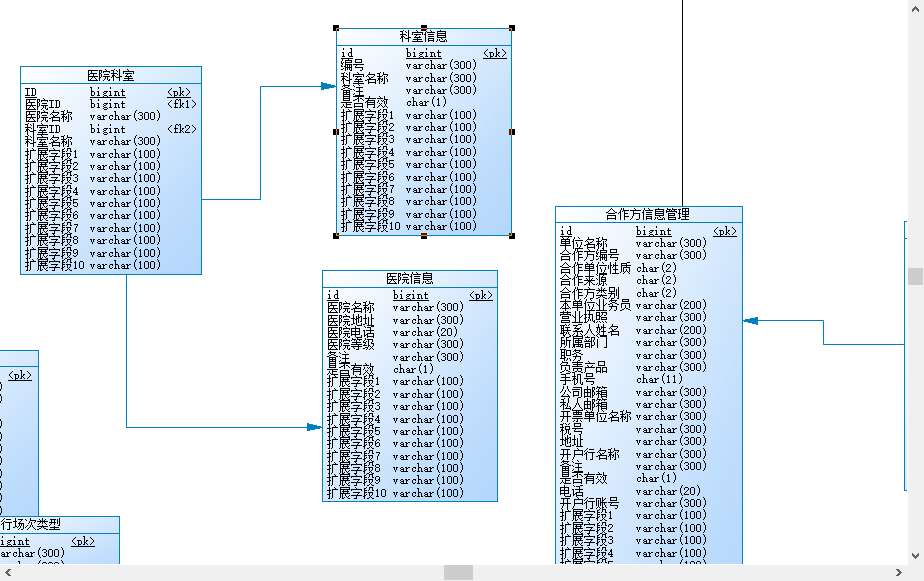 医院科室
ID bigint <pk>
医院ID bigint <fk1>
医院名称 varchar(300)
科室ID bigint <fk2>
科室名称 varchar(300)
扩展字段1 varchar(100)
扩展字段2 varchar(100)
扩展字段3 varchar(100)
扩展字段4 varchar(100)
扩展字段5 varchar(100)
扩展字段6 varchar(100)
扩展字段7 varchar(100)
扩展字段8 varchar(100)
扩展字段9 varchar(100)
扩展字段10 varchar(100)
科室信息
id bigint <pk>
编号 varchar(300)
科室名称 varchar(300)
备注 varchar(300)
是否有效 char(1)
扩展字段1 varchar(100)
扩展字段2 varchar(100)
扩展字段3 varchar(100)
扩展字段4 varchar(100)
扩展字段5 varchar(100)
扩展字段6 varchar(100)
扩展字段7 varchar(100)
扩展字段8 varchar(100)
扩展字段9 varchar(100)
扩展字段10 varchar(100)
医院信息
id bigint <pk>
医院名称 varchar(300)
医院地址 varchar(300)
医院电话 varchar(20)
医院等级 varchar(300)
备注 varchar(300)
是否有效 char(1)
扩展字段1 varchar(100)
扩展字段2 varchar(100)
扩展字段3 varchar(100)
扩展字段4 varchar(100)
扩展字段5 varchar(100)
扩展字段6 varchar(100)
扩展字段7 varchar(100)
扩展字段8 varchar(100)
扩展字段9 varchar(100)
扩展字段10 varchar(100)
合作方信息管理
id bigint <pk>
单位名称 varchar(300)
合作方编号 varchar(300)
合作单位性质 char(2)
合作来源 char(2)
合作方类别 char(2)
本单位业务员 varchar(200)
营业执照 varchar(300)
联系人姓名 varchar(200)
所属部门 varchar(300)
职务 varchar(300)
负责产品 varchar(300)
手机号 char(11)
公司邮箱 varchar(300)
私人邮箱 varchar(300)
开票单位名称 varchar(300)
税号 varchar(300)
地址 varchar(300)
开户行名称 varchar(300)
备注 varchar(300)
是否有效 char(1)
电话 varchar(20)
开户行账号 varchar(300)
扩展字段1 varchar(100)
扩展字段2 varchar(100)
扩展字段3 varchar(100)
扩展字段4 varchar(100)
<pk>
行场次类型
igint <pk>
archar(300)